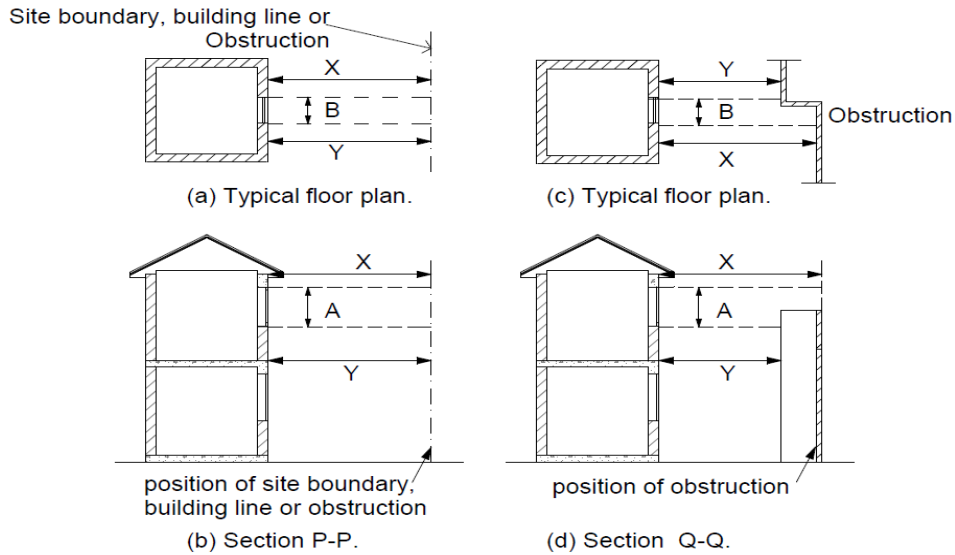 Site boundary, building line or
Obstruction
X
B
Y
(a) Typical floor plan.
Y
B
X
Obstruction
(c) Typical floor plan.
X
A
Y
position of site boundary,
building line or obstruction
(b) Section P-P.
X
A
Y
position of obstruction
(d) Section Q-Q.